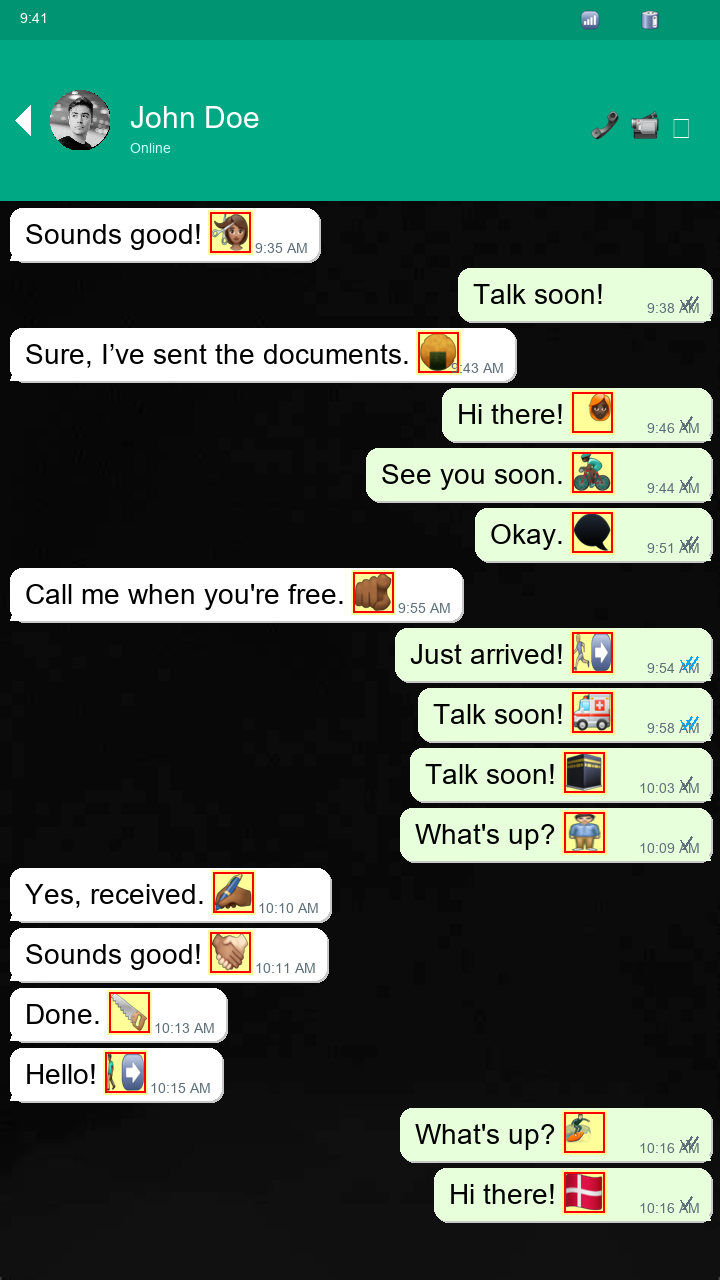 9:41
John Doe
Online
Sounds good! 9:35 AM
Talk soon! 9:38 AM
Sure, I’ve sent the documents. 9:43 AM
Hi there! 9:46 AM
See you soon. 9:44 AM
Okay. 9:51 AM
Call me when you're free. 9:55 AM
Just arrived! 9:54 AM
Talk soon! 9:58 AM
Talk soon! 10:03 AM
What's up? 10:09 AM
Yes, received. 10:10 AM
Sounds good! 10:11 AM
Done. 10:13 AM
Hello! 10:15 AM
What's up? 10:16 AM
Hi there! 10:16 AM